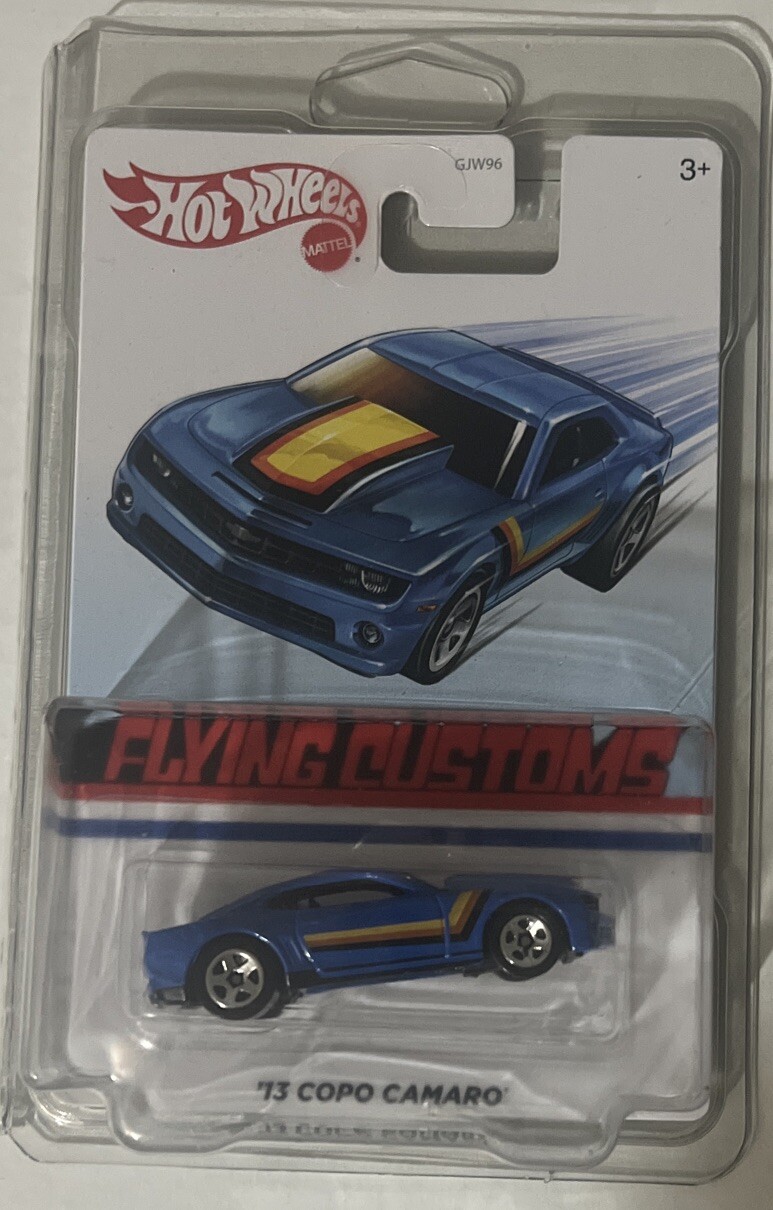 GJW96
3+
HOT WHEELS
MATTEL
FLYING CUSTOMS
'13 COPO CAMARO